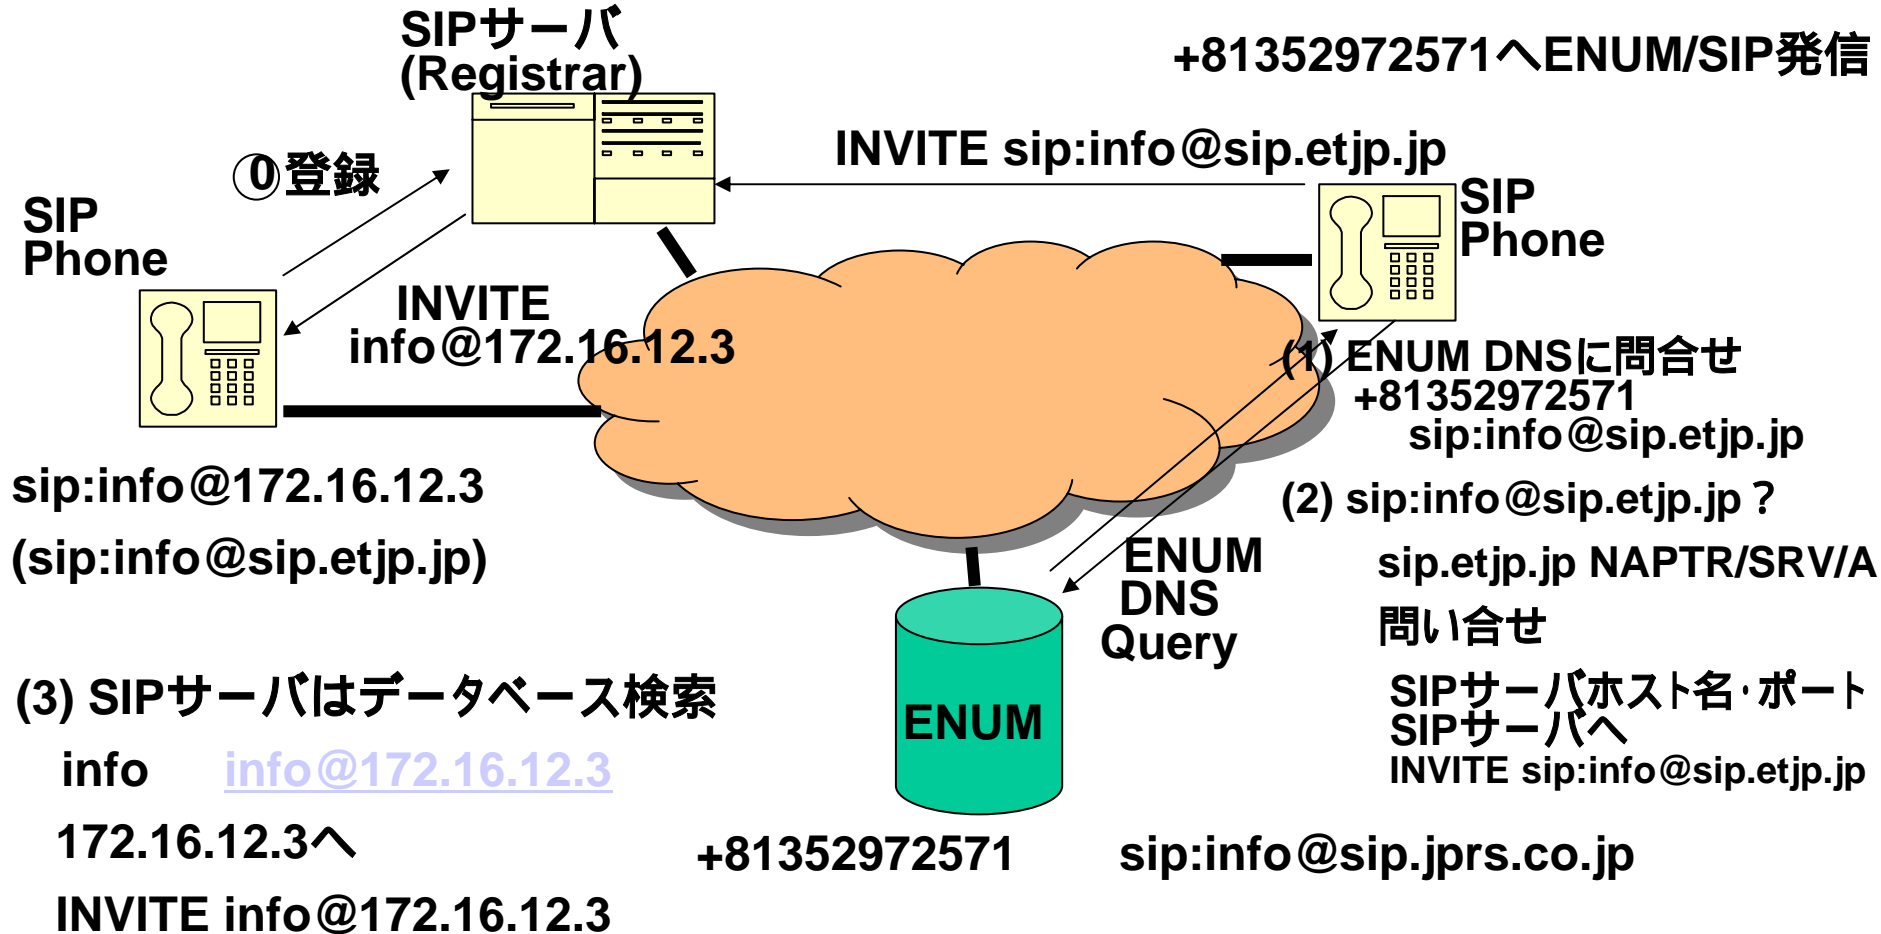 SIPサーバ
(Registrar)
+81352972571へENUM/SIP発信
INVITE sip:info@sip.etjp.jp
⓪登録
SIP
Phone
SIP
Phone
INVITE
info@172.16.12.3
(1) ENUM DNSに問合せ
+81352972571
sip:info@sip.etjp.jp
sip:info@172.16.12.3
(sip:info@sip.etjp.jp)
(2) sip:info@sip.etjp.jp？
sip.etjp.jp NAPTR/SRV/A
問い合せ
SIPサーバホスト名・ポート
SIPサーバへ
INVITE sip:info@sip.etjp.jp
ENUM
DNS
Query
ENUM
(3) SIPサーバはデータベース検索
info info@172.16.12.3
172.16.12.3へ
INVITE info@172.16.12.3
+81352972571 sip:info@sip.jprs.co.jp